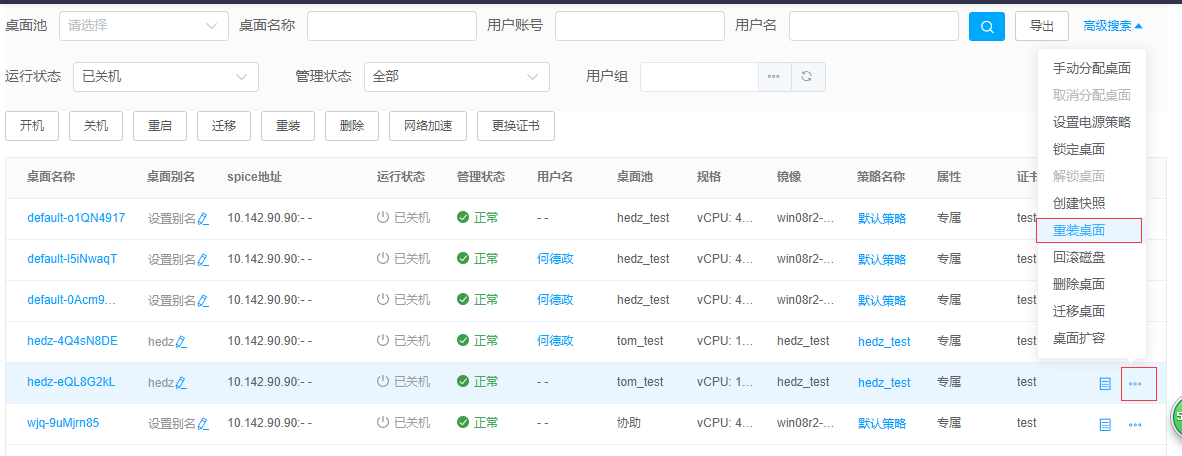 桌面池 请选择 桌面名称 用户账号 用户名 导出 高级搜索
运行状态 已关机 管理状态 全部 用户组
开机 关机 重启 迁移 重装 删除 网络加速 更换证书
桌面名称 桌面别名 spice地址 运行状态 管理状态 用户名 桌面池 规格 镜像 策略名称 属性 证书
default-o1QN4917 设置别名 10.142.90.90:- - 已关机 正常 - - hedz_test vCPU: 4... win08r2-... 默认策略 专属 test
default-I5iNwaqT 设置别名 10.142.90.90:- - 已关机 正常 何德政 hedz_test vCPU: 4... win08r2-... 默认策略 专属 test
default-0Acm9... 设置别名 10.142.90.90:- - 已关机 正常 何德政 hedz_test vCPU: 4... win08r2-... 默认策略 专属 test
hedz-4Q4sN8DE hedz 10.142.90.90:- - 已关机 正常 何德政 tom_test vCPU: 1... hedz_test hedz_test 专属 test
hedz-eQL8G2kL hedz 10.142.90.90:- - 已关机 正常 - - tom_test vCPU: 1... hedz_test hedz_test 专属 test
wjq-9uMjrn85 设置别名 10.142.90.90:- - 已关机 正常 - - 协助 vCPU: 4... win08r2-... 默认策略 专属 test
手动分配桌面
取消分配桌面
设置电源策略
锁定桌面
解锁桌面
创建快照
重装桌面
回滚磁盘
删除桌面
迁移桌面
桌面扩容